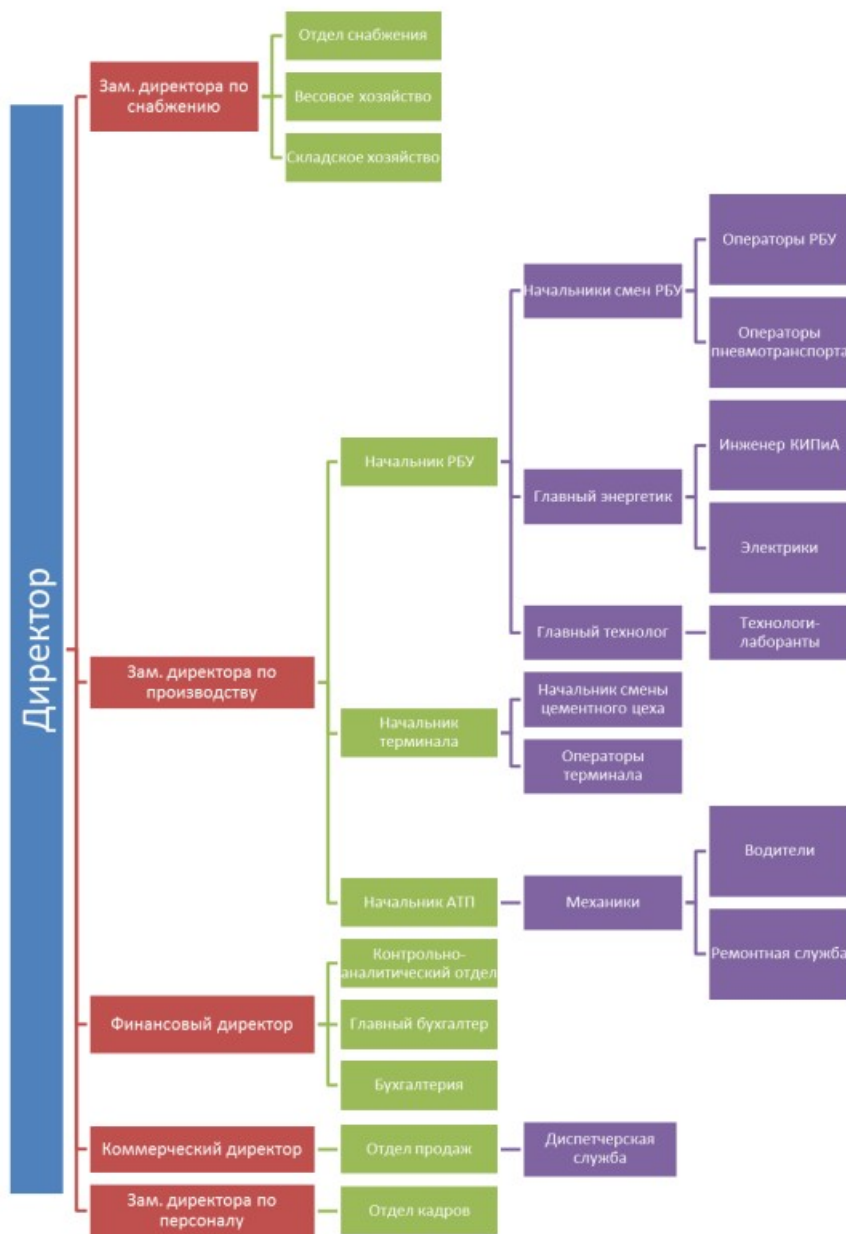 Директор
Зам. директора по
снабжению
Отдел снабжения
Весовое хозяйство
Складское хозяйство
Зам. директора по
производству
Начальник РБУ
Начальники смен РБУ
Операторы РБУ
Операторы
пневмотранспорта
Главный энергетик
Инженер КИПиА
Электрики
Главный технолог
Технологи-
лаборанты
Начальник
терминала
Начальник смены
цементного цеха
Операторы
терминала
Начальник АТП
Механики
Водители
Ремонтная служба
Финансовый директор
Контрольно-
аналитический отдел
Главный бухгалтер
Бухгалтерия
Коммерческий директор
Отдел продаж
Диспетчерская
служба
Зам. директора по
персоналу
Отдел кадров